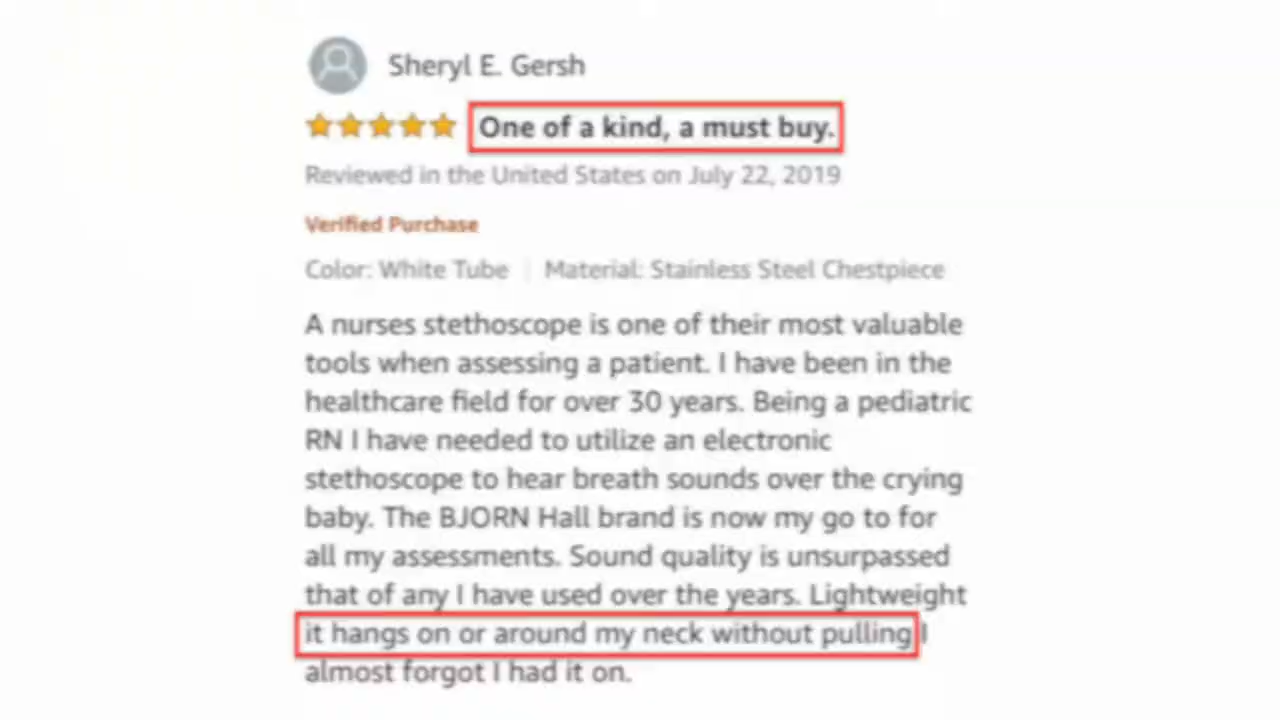 Sheryl E. Gersh
One of a kind, a must buy.
Reviewed in the United States on July 22, 2019
Verified Purchase
Color: White Tube | Material: Stainless Steel Chestpiece
A nurses stethoscope is one of their most valuable
tools when assessing a patient. I have been in the
healthcare field for over 30 years. Being a pediatric
RN I have needed to utilize an electronic
stethoscope to hear breath sounds over the crying
baby. The BJORN Hall brand is now my go to for
all my assessments. Sound quality is unsurpassed
that of any I have used over the years. Lightweight
it hangs on or around my neck without pulling I
almost forgot I had it on.